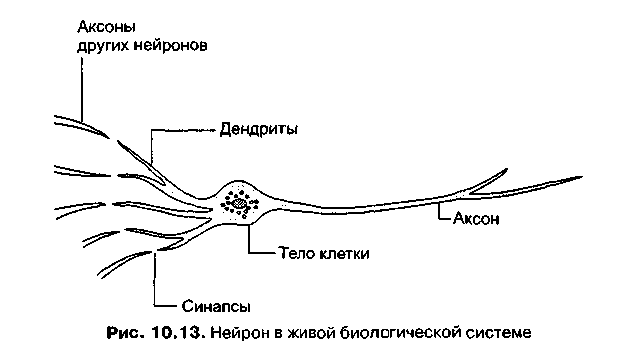 Аксоны
других нейронов
Дендриты
Аксон
Тело клетки
Синапсы
Рис. 10.13. Нейрон в живой биологической системе